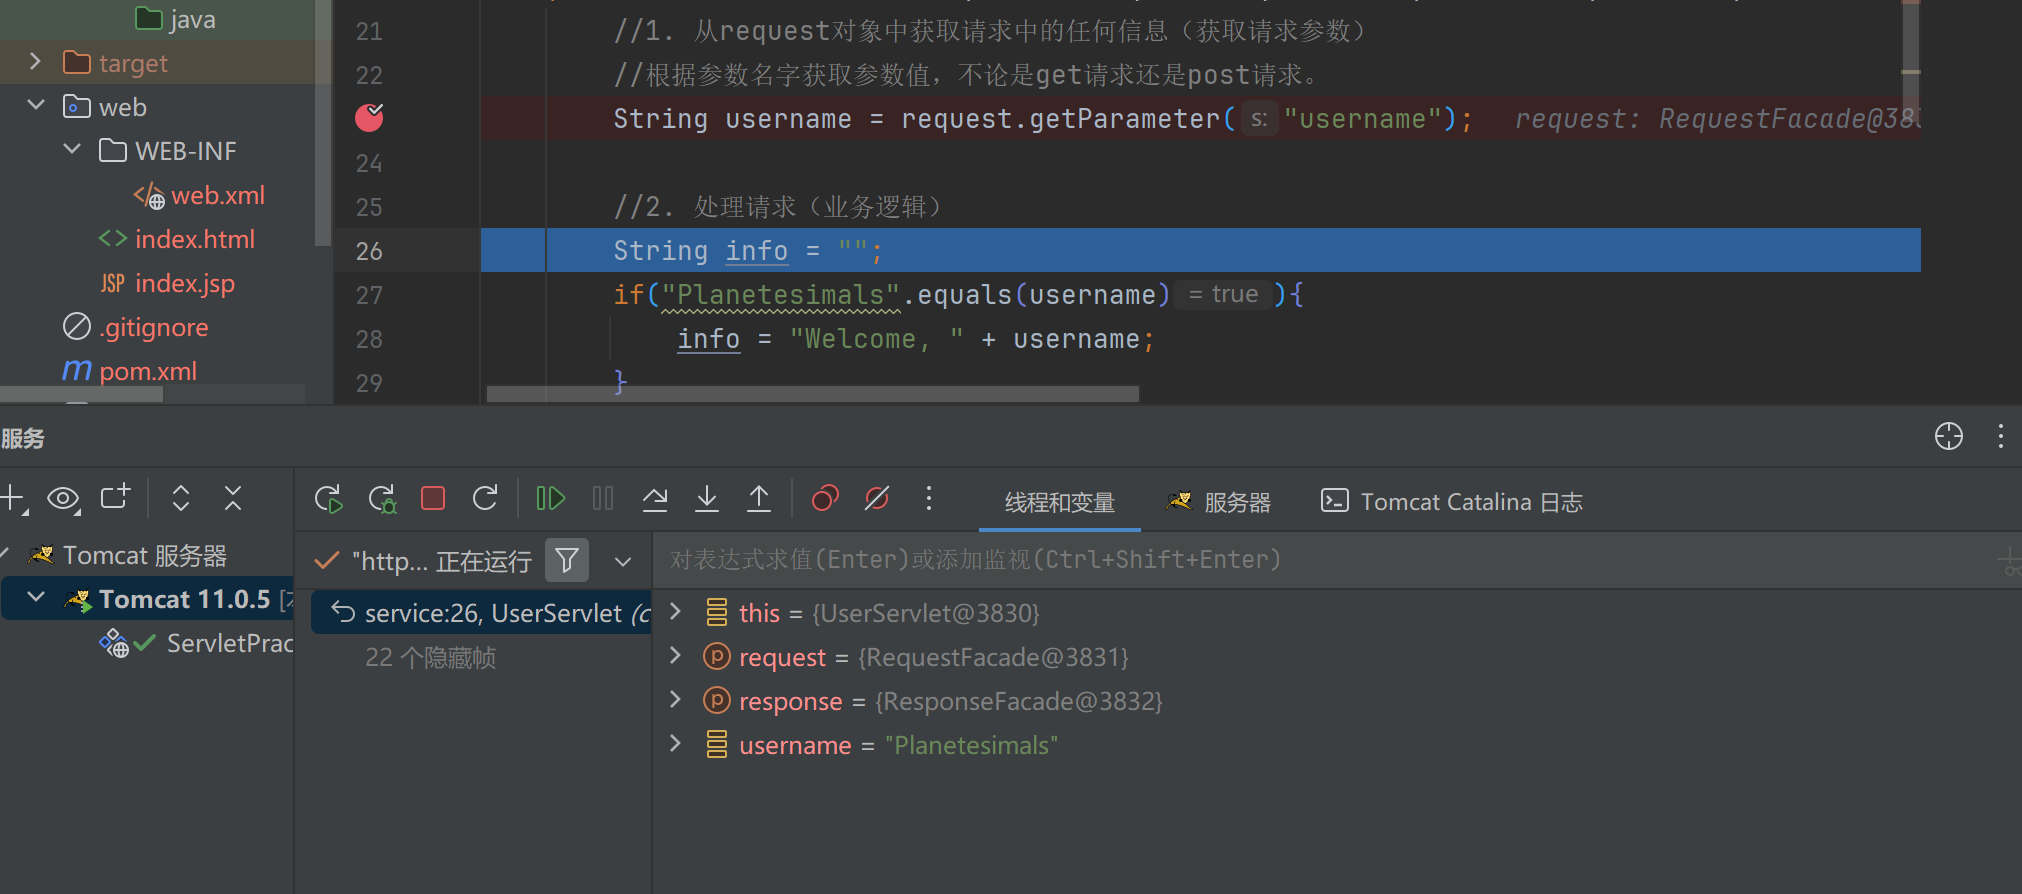 java
target
web
WEB-INF
web.xml
index.html
JSP index.jsp
.gitignore
m pom.xml
21 //1. 从request对象中获取请求中的任何信息（获取请求参数）
22 //根据参数名字获取参数值，不论是get请求还是post请求。
String username = request.getParameter( s: "username"); request: RequestFacade@383
24
25 //2. 处理请求（业务逻辑）
26 String info = "";
27 if("Planetesimals".equals(username) = true ){
28 info = "Welcome, " + username;
29 }
服务
线程和变量 服务器 Tomcat Catalina 日志
Tomcat 服务器
Tomcat 11.0.5
ServletPrac
"http... 正在运行
service:26, UserServlet (c
22 个隐藏帧
对表达式求值(Enter)或添加监视(Ctrl+Shift+Enter)
this = {UserServlet@3830}
p request = {RequestFacade@3831}
p response = {ResponseFacade@3832}
username = "Planetesimals"